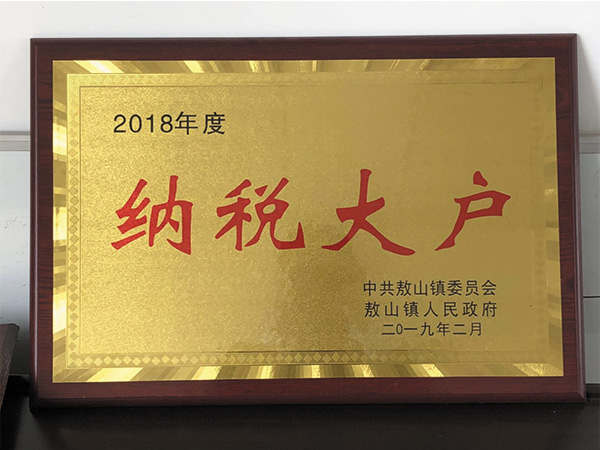 2018年度
纳税大户
中共敖山镇委员会
敖山镇人民政府
二〇一九年二月